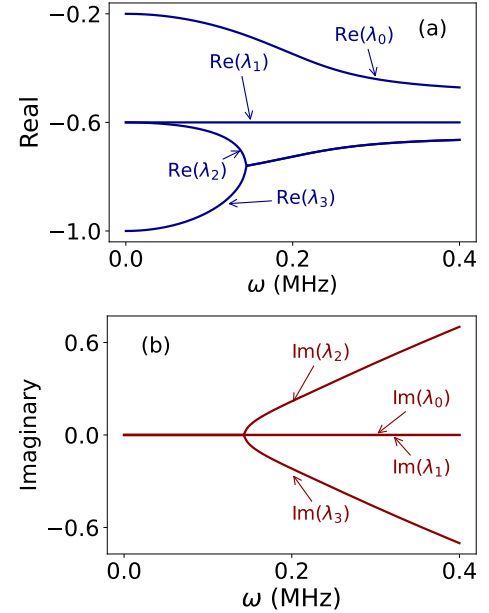 (a)
Re(λ₀)
Re(λ₁)
Re(λ₂)
Re(λ₃)
Real
−0.2
−0.6
−1.0
0.0 0.2 0.4
ω (MHz)
(b)
Im(λ₂)
Im(λ₀)
Im(λ₁)
Im(λ₃)
Imaginary
0.6
0.0
−0.6
0.0 0.2 0.4
ω (MHz)